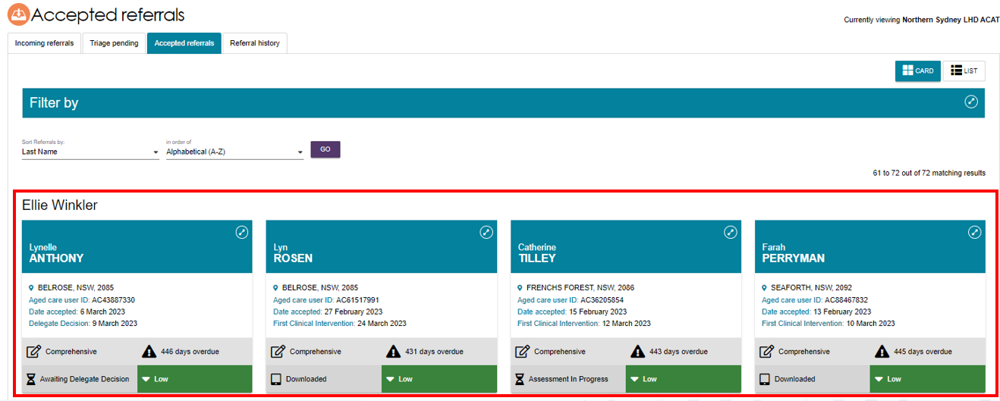 Accepted referrals
Currently viewing Northern Sydney LHD ACAT
Incoming referrals Triage pending Accepted referrals Referral history
CARD LIST
Filter by
Sort Referrals by: in order of
Last Name Alphabetical (A-Z) GO
61 to 72 out of 72 matching results
Ellie Winkler
Lynelle
ANTHONY
BELROSE, NSW, 2085
Aged care user ID: AC43887330
Date accepted: 6 March 2023
Delegate Decision: 9 March 2023
Comprehensive 446 days overdue
Awaiting Delegate Decision Low
Lyn
ROSEN
BELROSE, NSW, 2085
Aged care user ID: AC61517991
Date accepted: 27 February 2023
First Clinical Intervention: 24 March 2023
Comprehensive 431 days overdue
Downloaded Low
Catherine
TILLEY
FRENCHS FOREST, NSW, 2086
Aged care user ID: AC36205854
Date accepted: 15 February 2023
First Clinical Intervention: 12 March 2023
Comprehensive 443 days overdue
Assessment In Progress Low
Farah
PERRYMAN
SEAFORTH, NSW, 2092
Aged care user ID: AC88467832
Date accepted: 13 February 2023
First Clinical Intervention: 10 March 2023
Comprehensive 445 days overdue
Downloaded Low